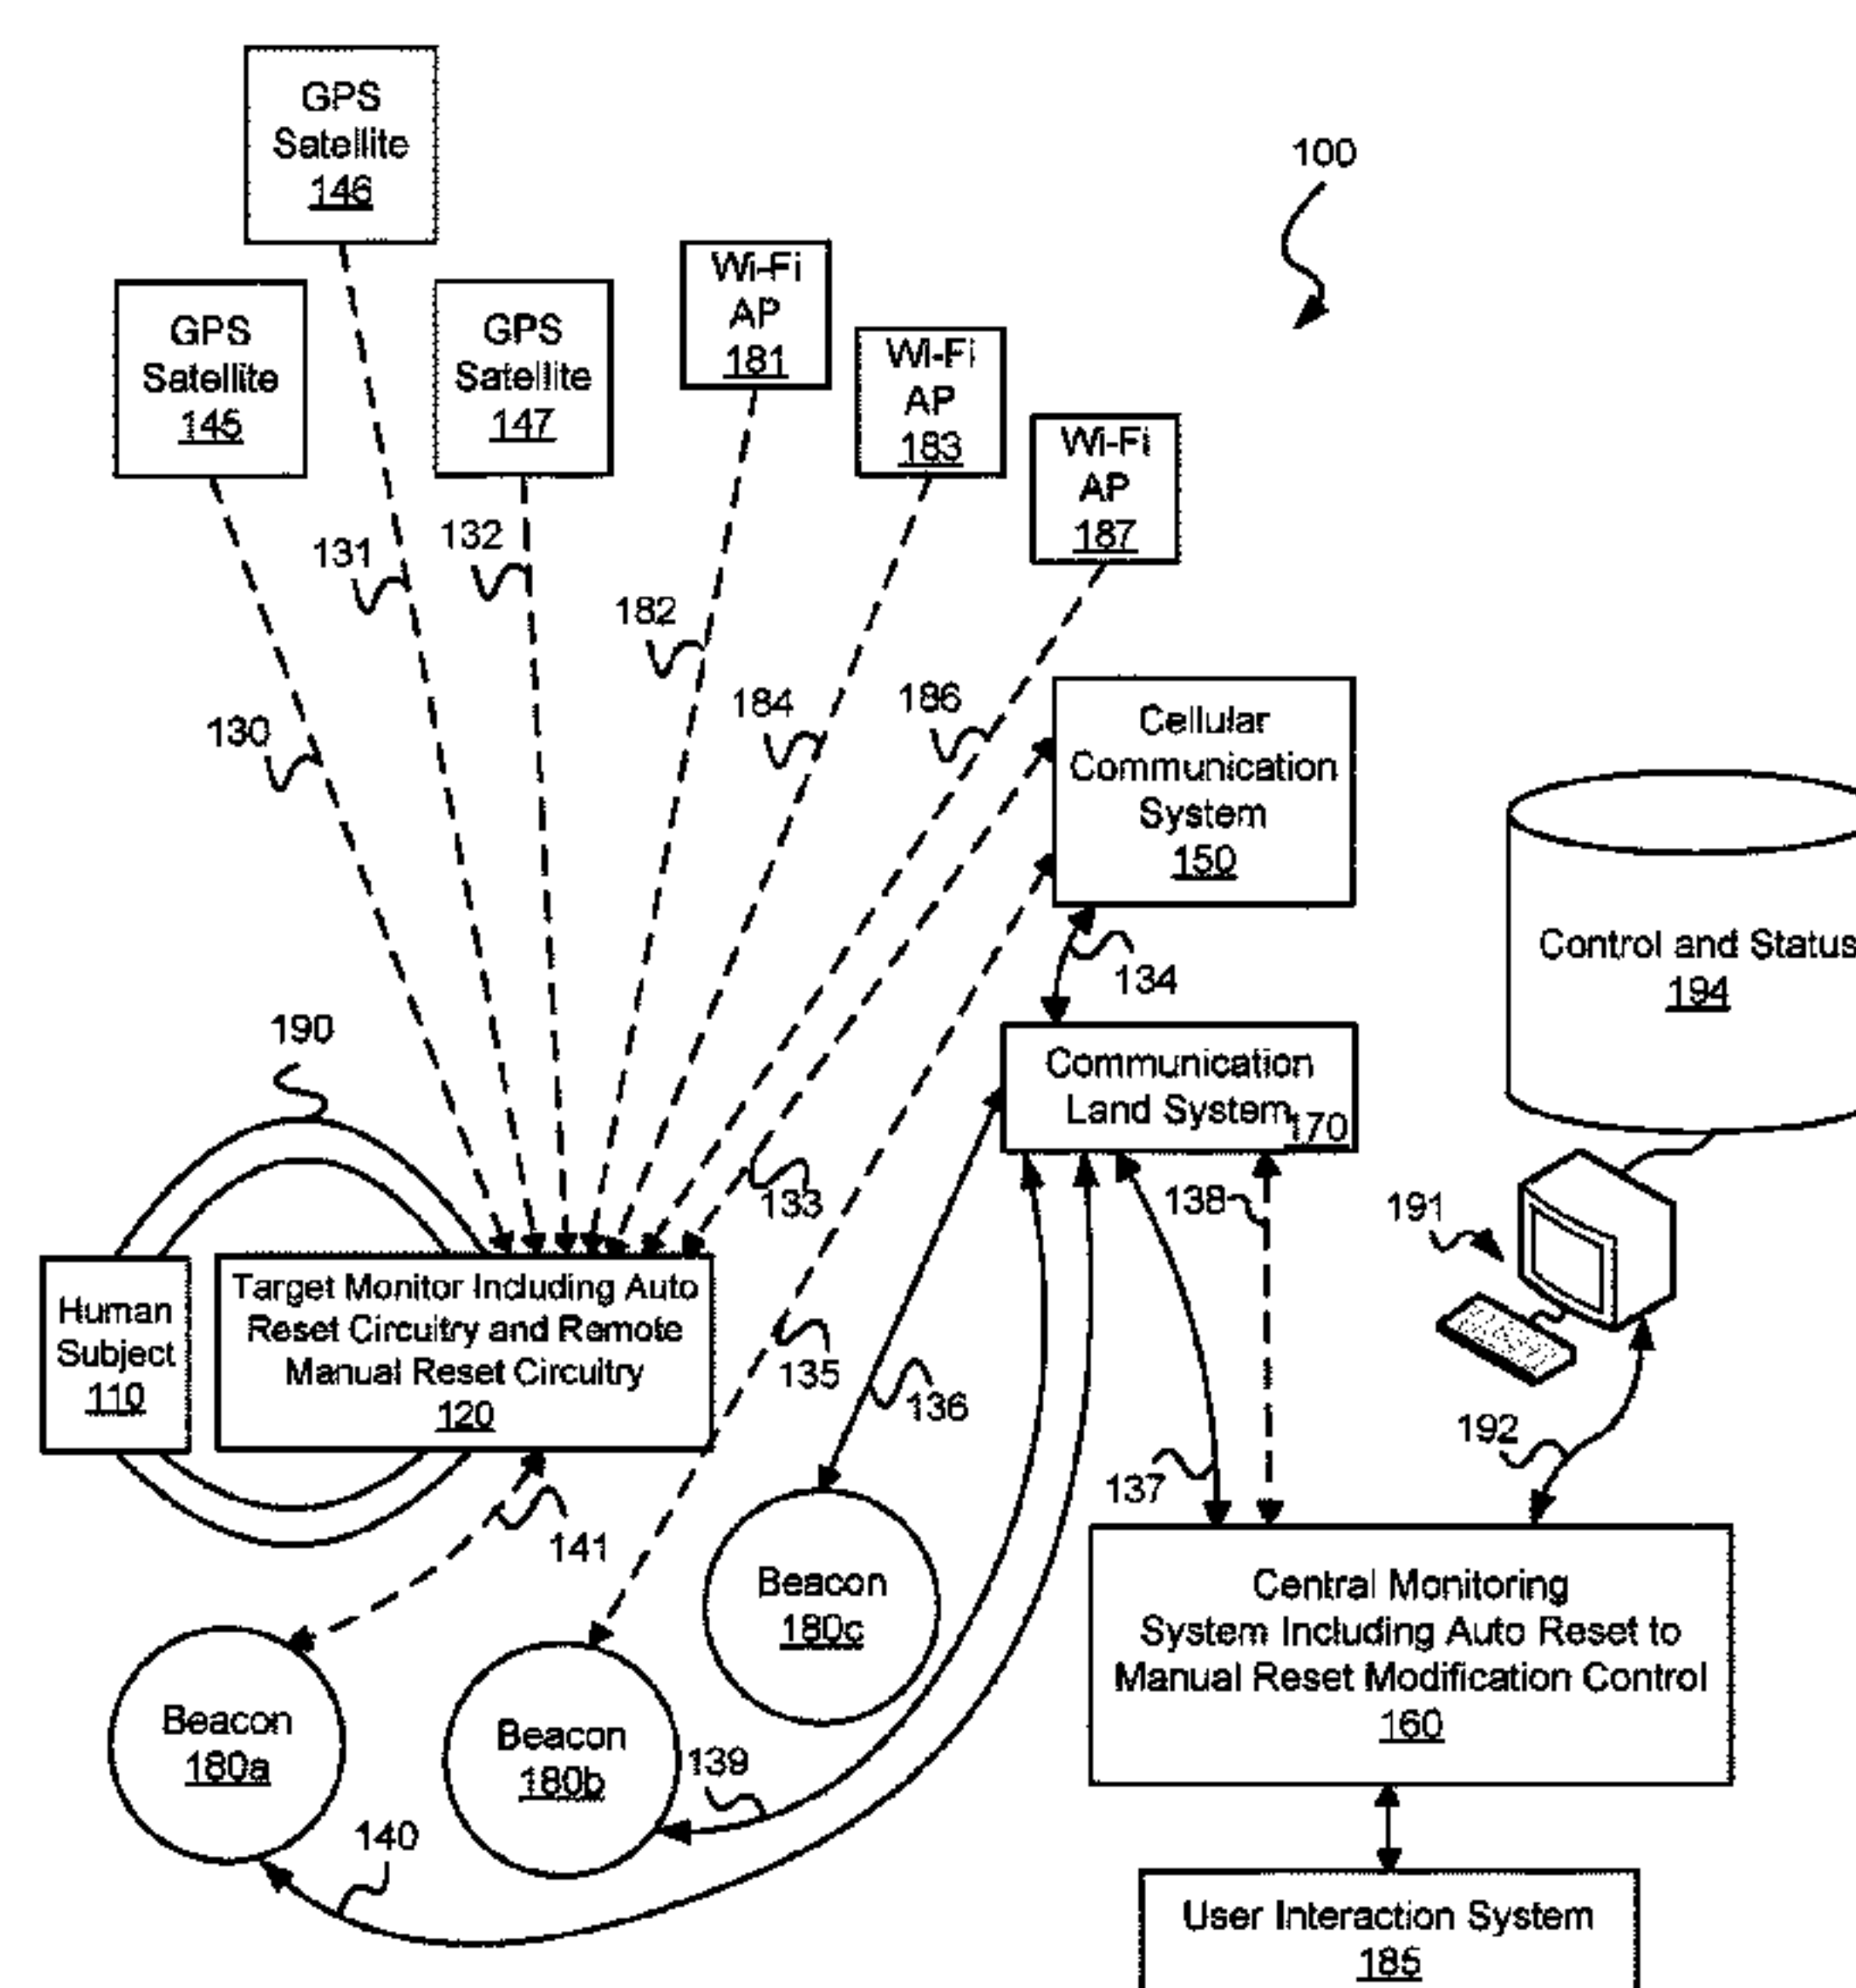 GPS
Satellite
146
100
GPS
Satellite
145
GPS
Satellite
147
Wi-Fi
AP
181
Wi-Fi
AP
183
Wi-Fi
AP
187
131
132
182
184
186
130
Cellular
Communication
System
150
134
Control and Status
194
190
Communication
Land System
170
133
138
191
Human
Subject
110
Target Monitor Including Auto
Reset Circuitry and Remote
Manual Reset Circuitry
120
135
136
192
137
141
Beacon
180c
Central Monitoring
System Including Auto Reset to
Manual Reset Modification Control
160
Beacon
180a
Beacon
180b
139
140
User Interaction System
185